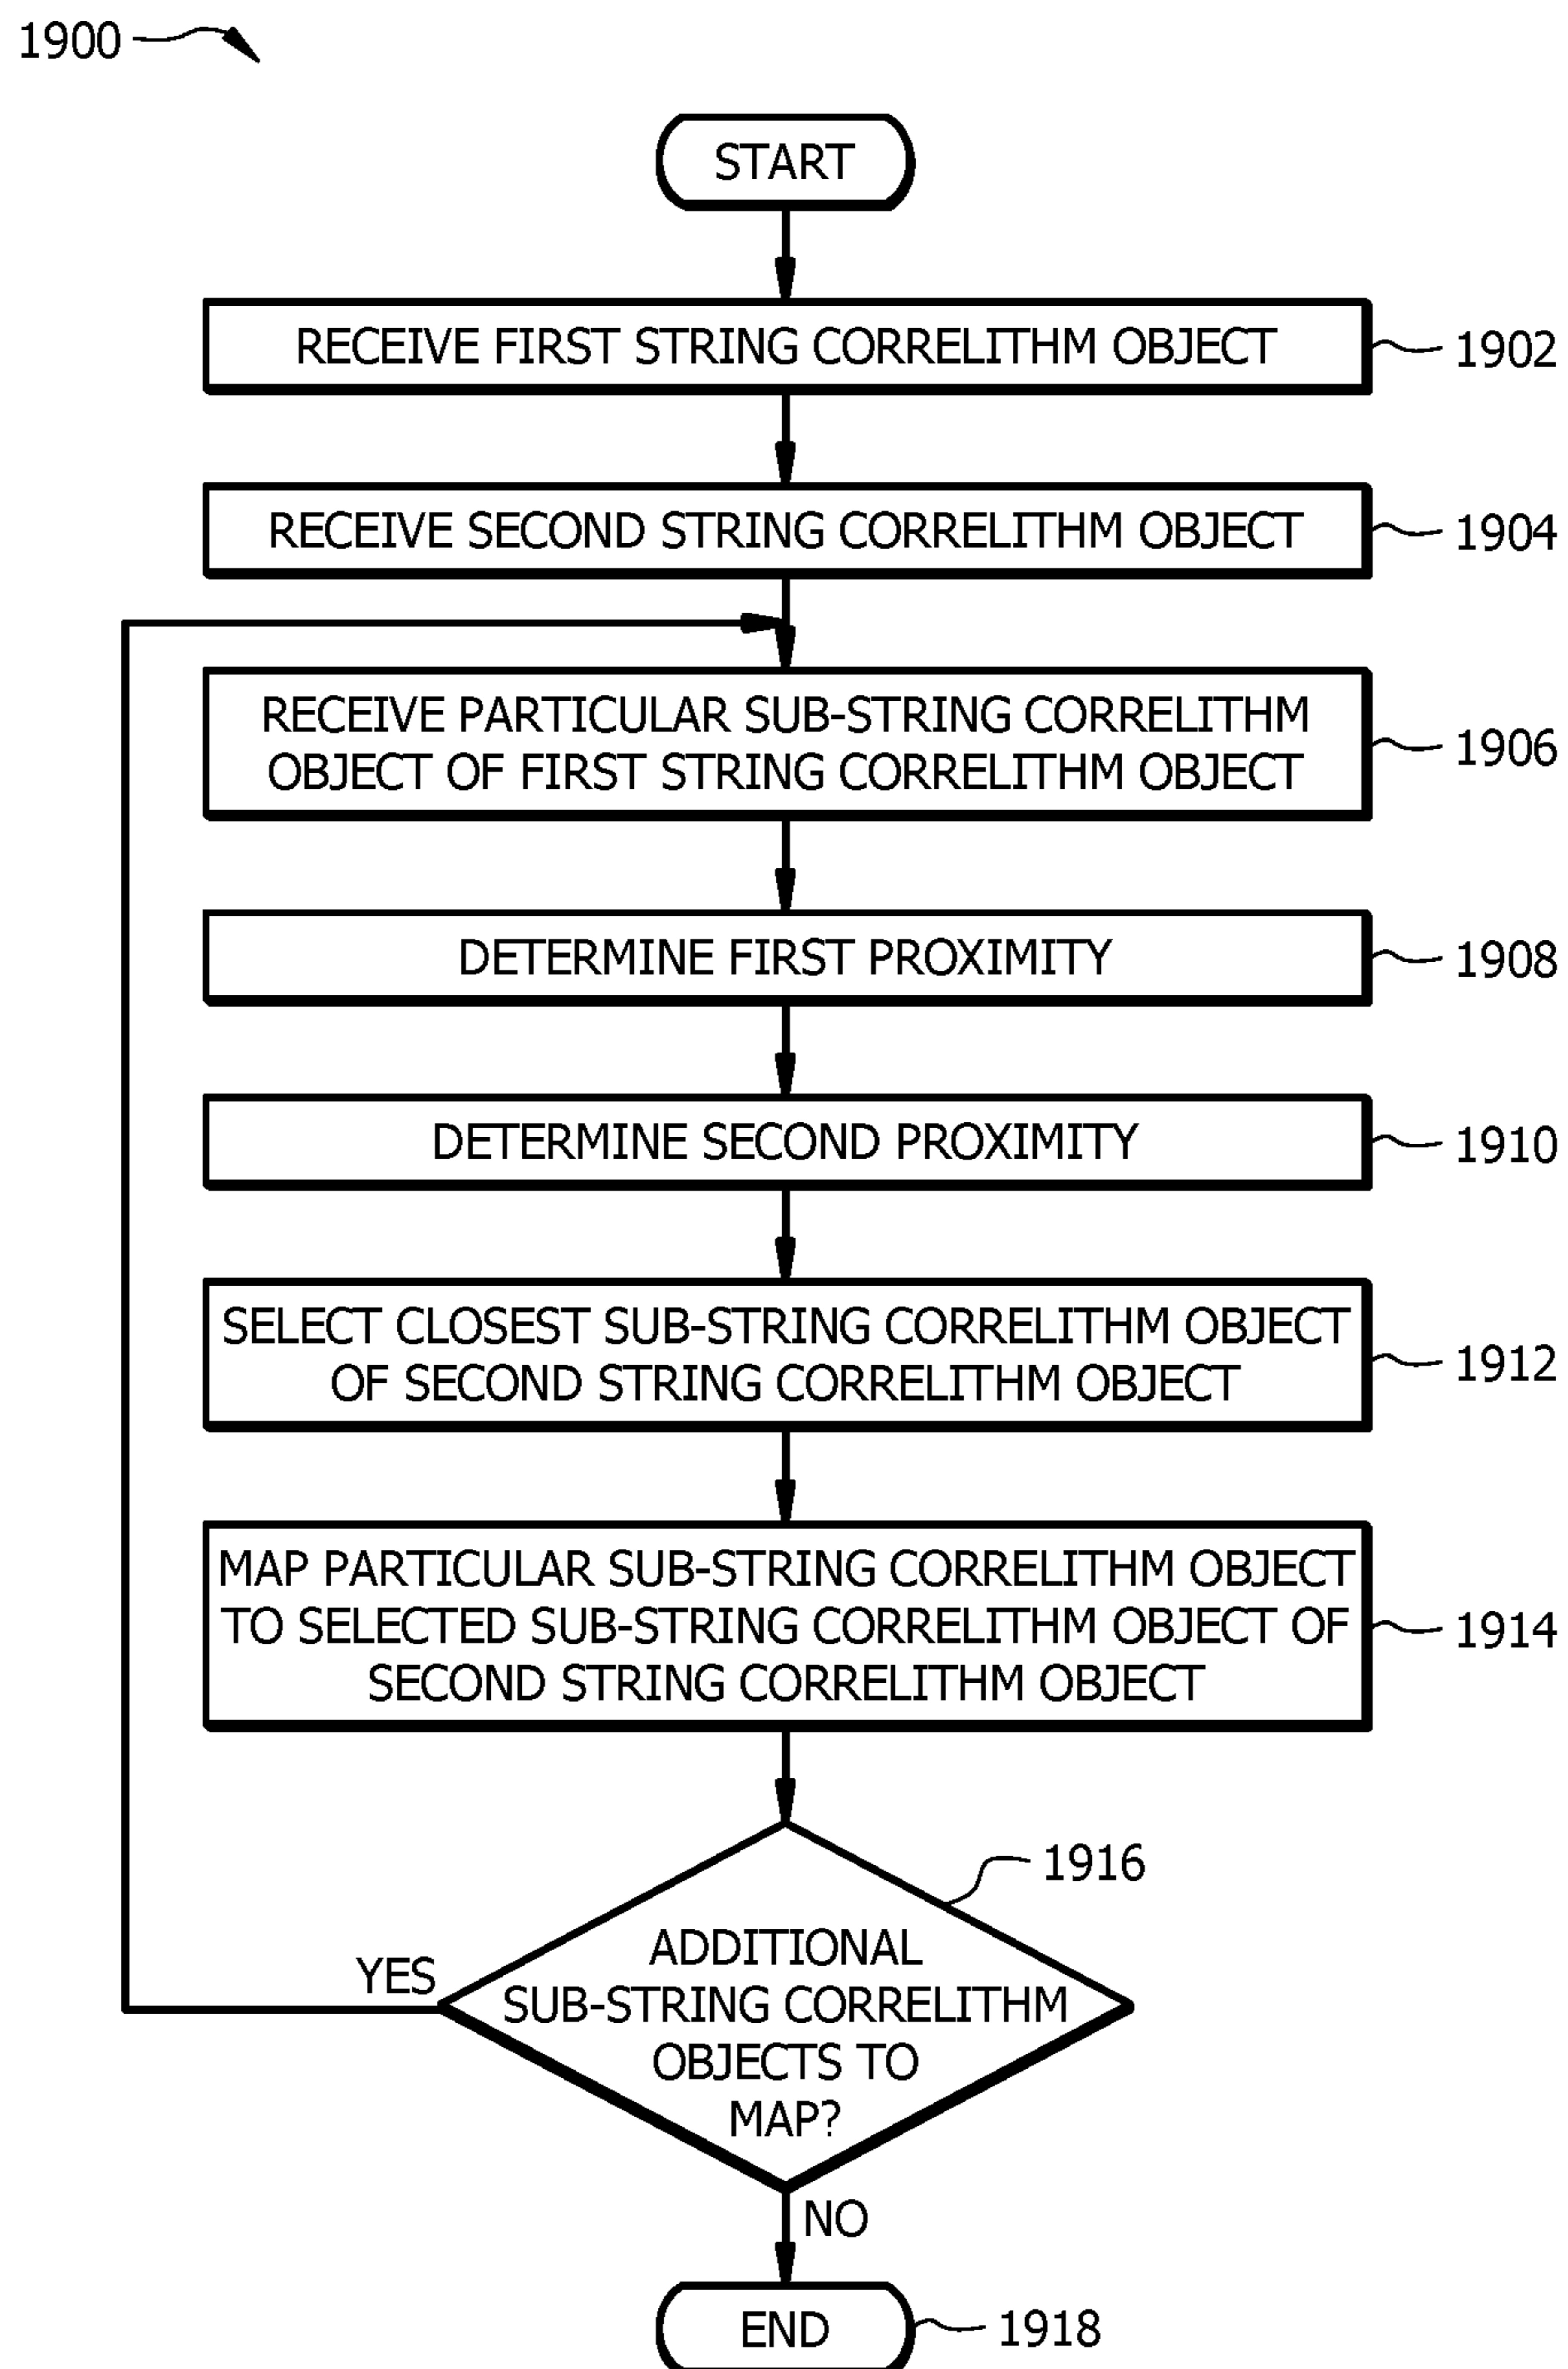 1900
START
RECEIVE FIRST STRING CORRELITHM OBJECT
1902
RECEIVE SECOND STRING CORRELITHM OBJECT
1904
RECEIVE PARTICULAR SUB-STRING CORRELITHM
OBJECT OF FIRST STRING CORRELITHM OBJECT
1906
DETERMINE FIRST PROXIMITY
1908
DETERMINE SECOND PROXIMITY
1910
SELECT CLOSEST SUB-STRING CORRELITHM OBJECT
OF SECOND STRING CORRELITHM OBJECT
1912
MAP PARTICULAR SUB-STRING CORRELITHM OBJECT
TO SELECTED SUB-STRING CORRELITHM OBJECT OF
SECOND STRING CORRELITHM OBJECT
1914
1916
ADDITIONAL
SUB-STRING CORRELITHM
OBJECTS TO
MAP?
YES
NO
END
1918